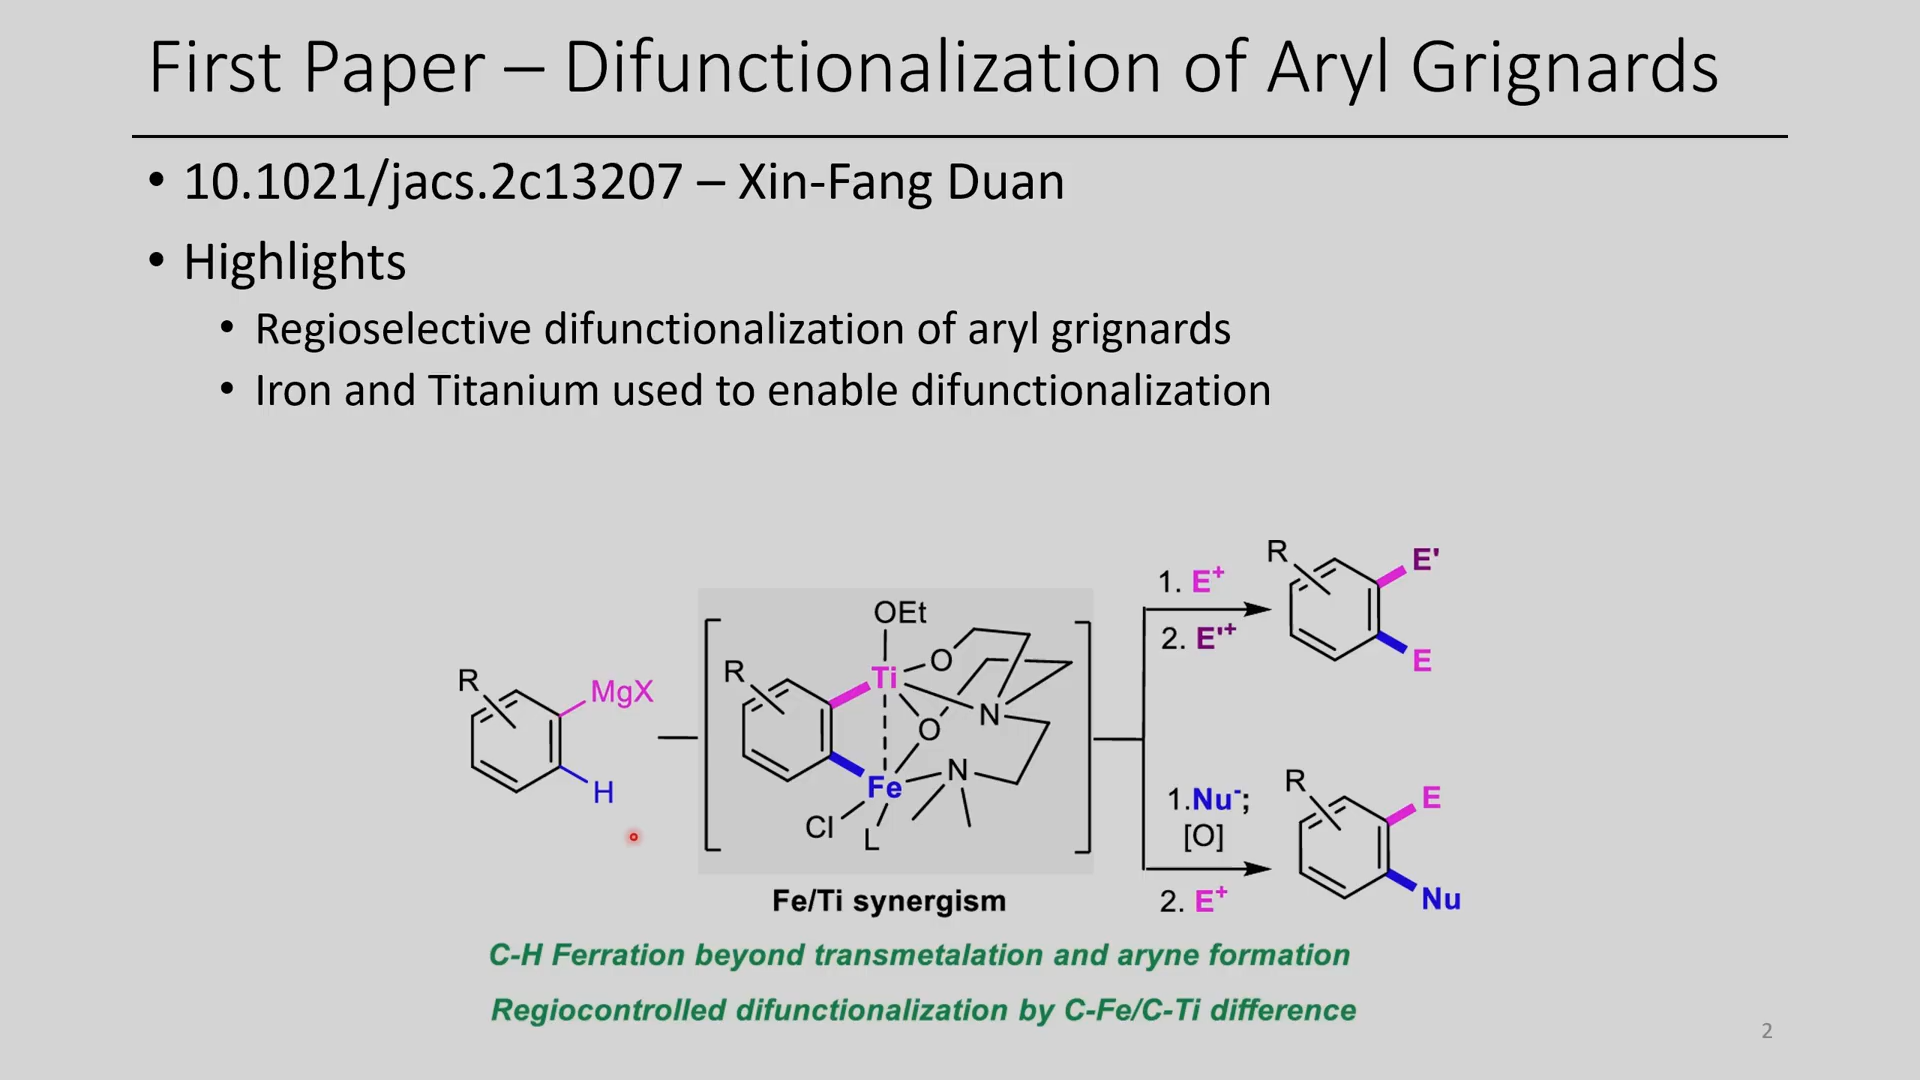 First Paper – Difunctionalization of Aryl Grignards
• 10.1021/jacs.2c13207 – Xin-Fang Duan
• Highlights
• Regioselective difunctionalization of aryl grignards
• Iron and Titanium used to enable difunctionalization
R
MgX
H
R
OEt
Ti
O
O
N
Fe
N
Cl
L
Fe/Ti synergism
1. E⁺
2. E'⁺
R
E'
E
1.Nu⁻;
[O]
2. E⁺
R
E
Nu
C-H Ferration beyond transmetalation and aryne formation
Regiocontrolled difunctionalization by C-Fe/C-Ti difference
2